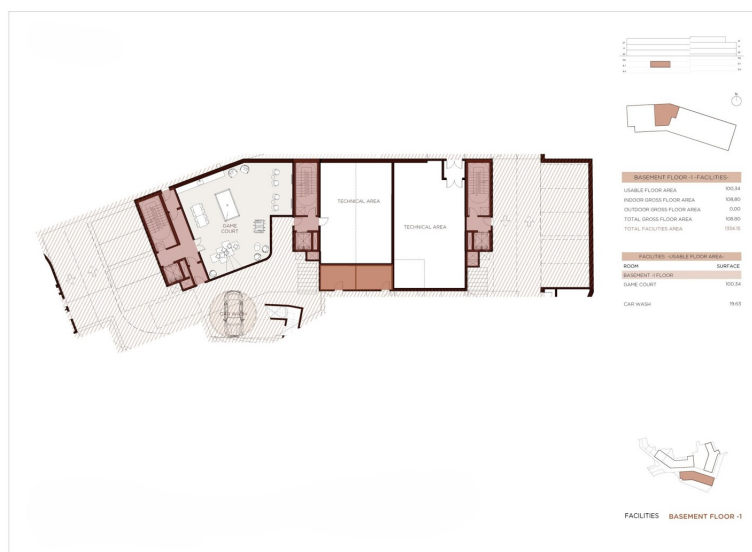 GAME
COURT
TECHNICAL AREA
TECHNICAL AREA
CAR WASH
N
BASEMENT FLOOR -1 -FACILITIES-
USABLE FLOOR AREA 100,34
INDOOR GROSS FLOOR AREA 108,80
OUTDOOR GROSS FLOOR AREA 0,00
TOTAL GROSS FLOOR AREA 108,80
TOTAL FACILITIES AREA 1334,15
FACILITIES -USABLE FLOOR AREA-
ROOM SURFACE
BASEMENT -1 FLOOR
GAME COURT 100,34
CAR WASH 19,63
FACILITIES BASEMENT FLOOR -1